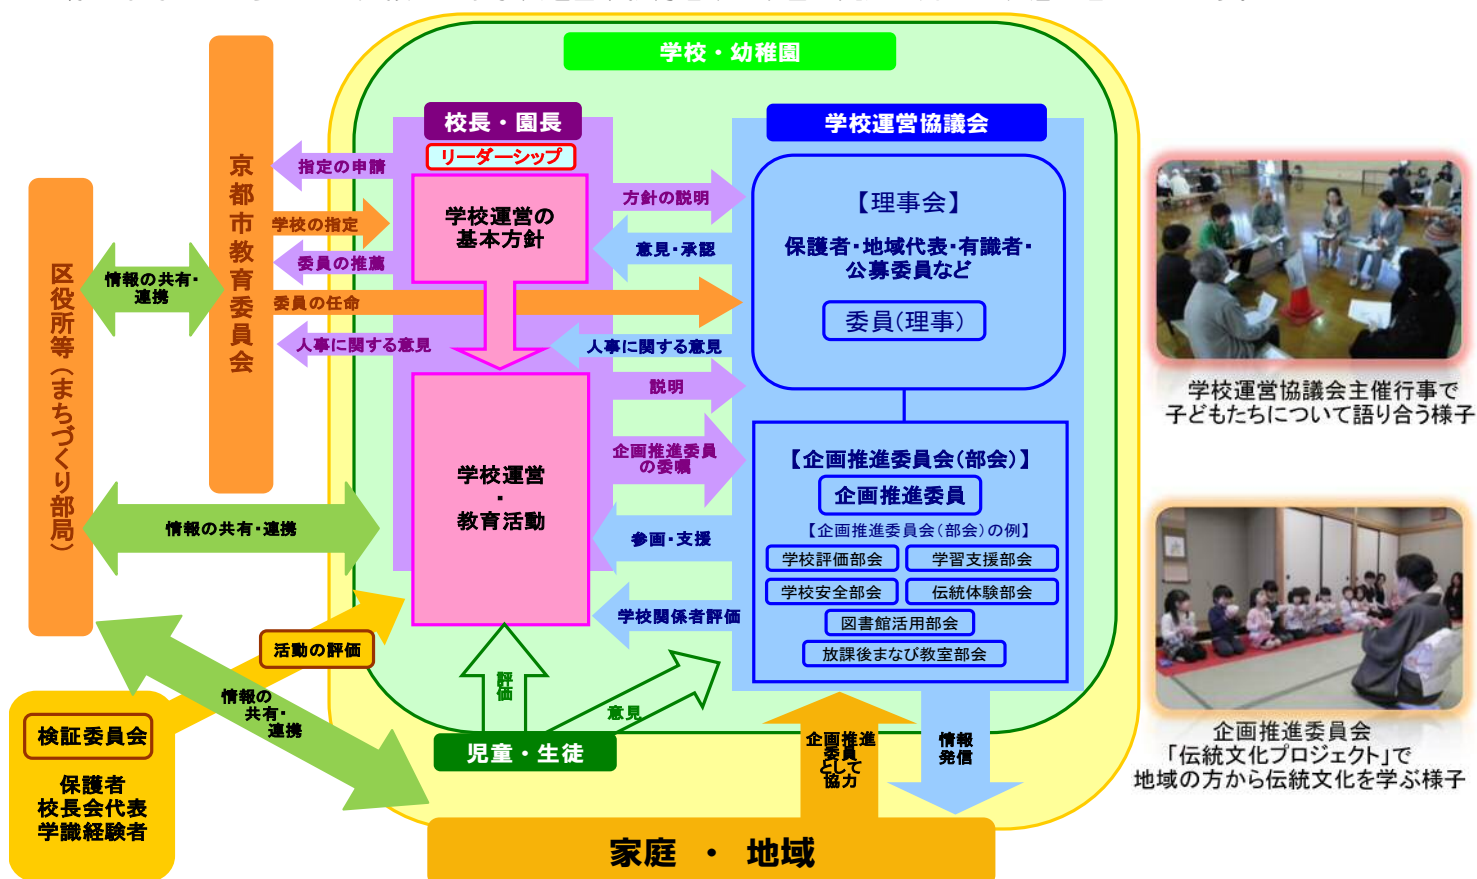 学校・幼稚園
校長・園長
リーダーシップ
学校運営の
基本方針
学校運営
・
教育活動
学校運営協議会
【理事会】
保護者・地域代表・有識者・
公募委員など
委員(理事)
【企画推進委員会(部会)】
企画推進委員
【企画推進委員会(部会)の例】
学校評価部会
学習支援部会
学校安全部会
伝統体験部会
図書館活用部会
放課後まなび教室部会
京都市教育委員会
区役所等(まちづくり部局)
指定の申請
学校の指定
委員の推薦
委員の任命
人事に関する意見
方針の説明
意見・承認
人事に関する意見
説明
企画推進委員
の委嘱
参画・支援
学校関係者評価
情報の共有・
連携
情報の共有・連携
情報の
共有・
連携
活動の評価
検証委員会
保護者
校長会代表
学識経験者
評価
意見
児童・生徒
企画推進
委員
として
協力
情報
発信
家庭 ・ 地域
学校運営協議会主催行事で
子どもたちについて語り合う様子
企画推進委員会
「伝統文化プロジェクト」で
地域の方から伝統文化を学ぶ様子